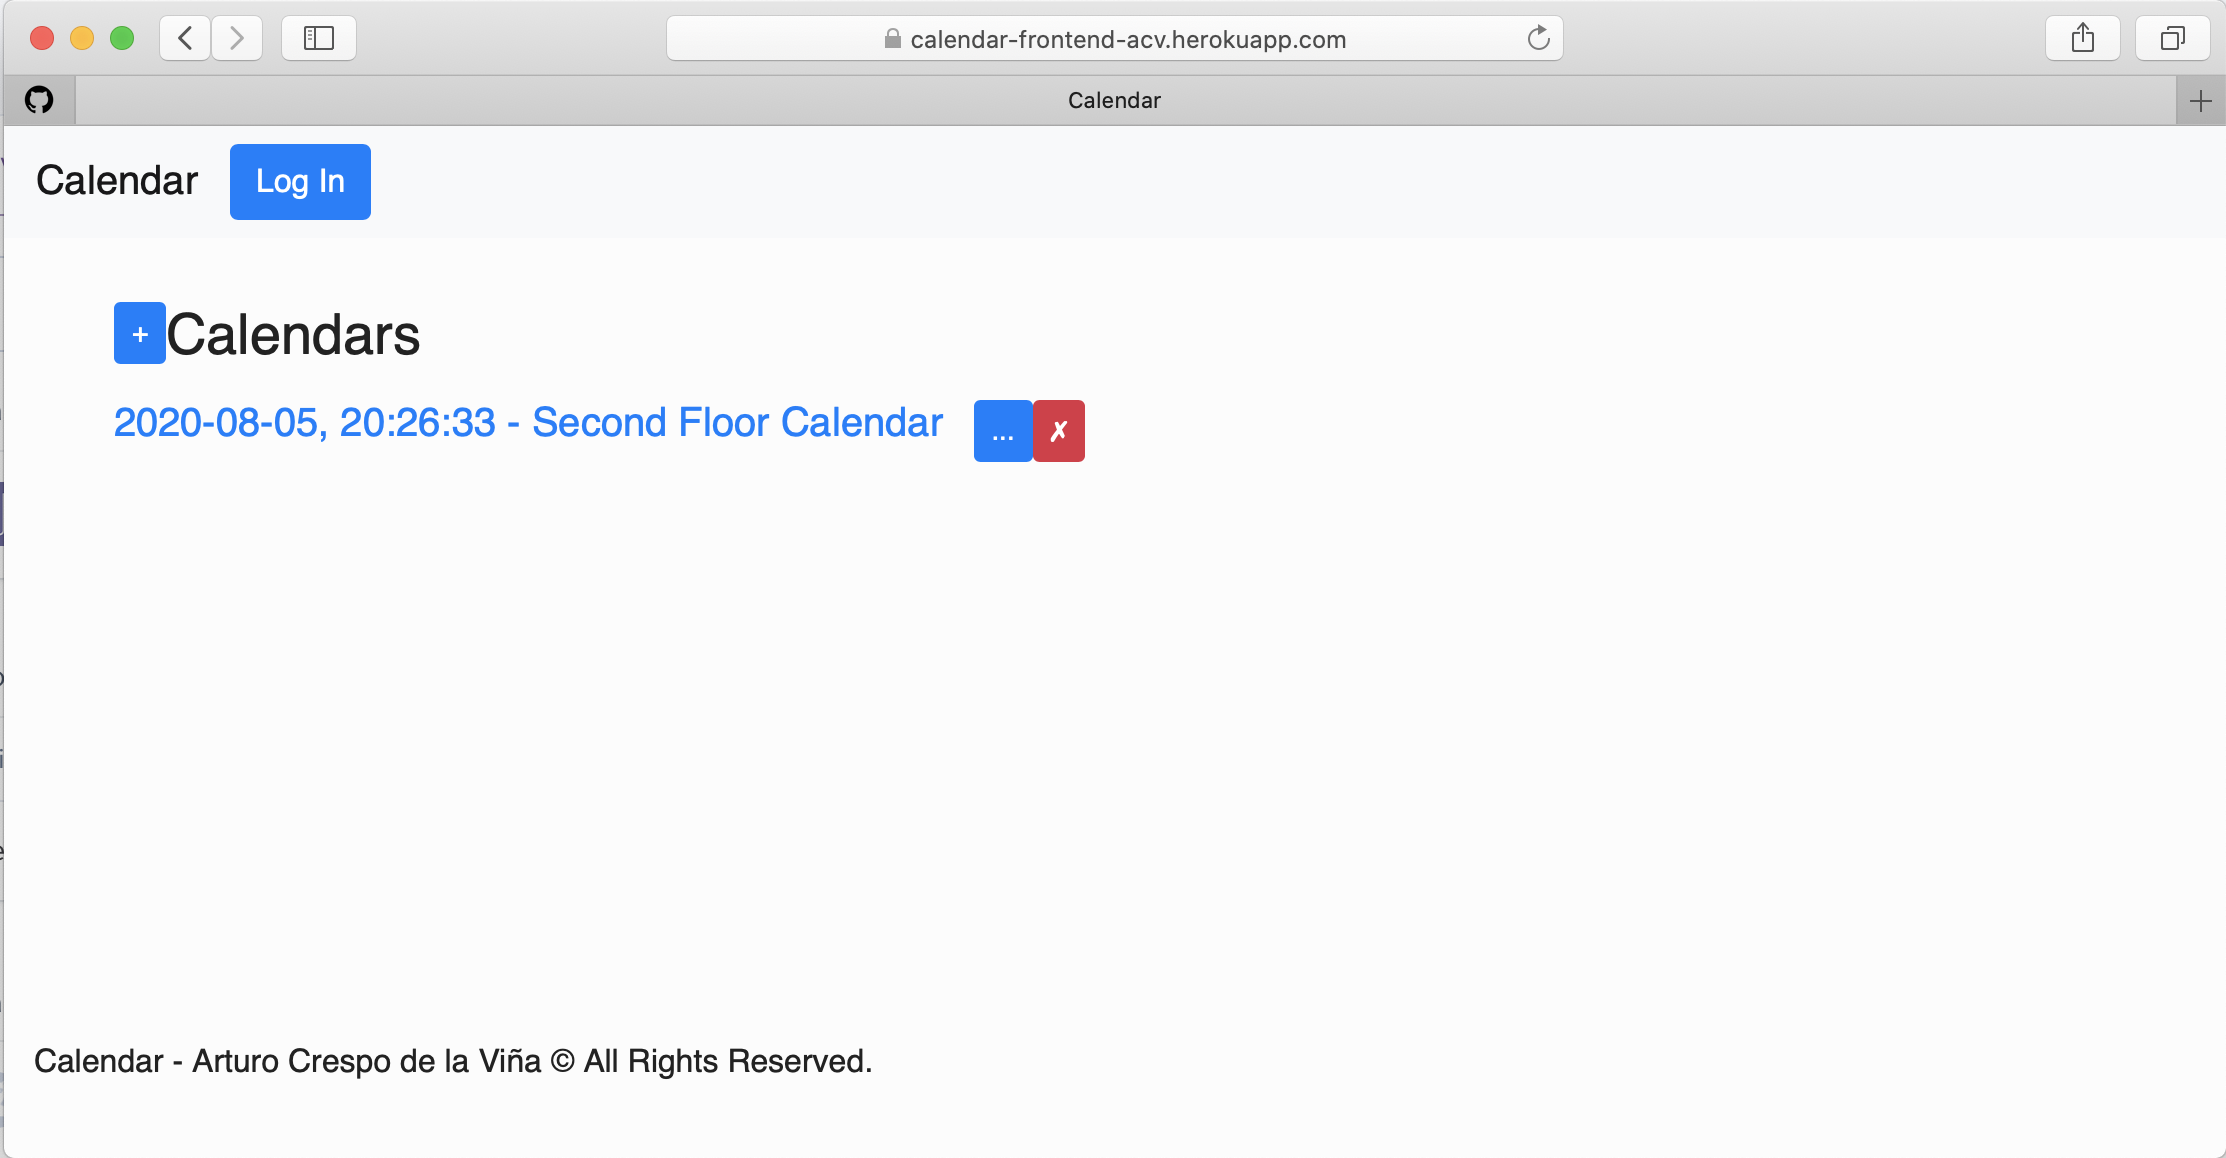 calendar-frontend-acv.herokuapp.com
Calendar
Calendar Log In
+ Calendars
2020-08-05, 20:26:33 - Second Floor Calendar ... ✗
Calendar - Arturo Crespo de la Viña © All Rights Reserved.